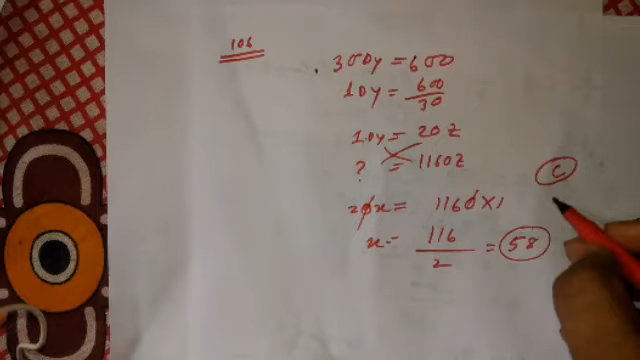 106
300y = 600
10y = 600/30
10y = 20z
? = 1160z
20x = 1160×1
x = 116/2 = 58
C